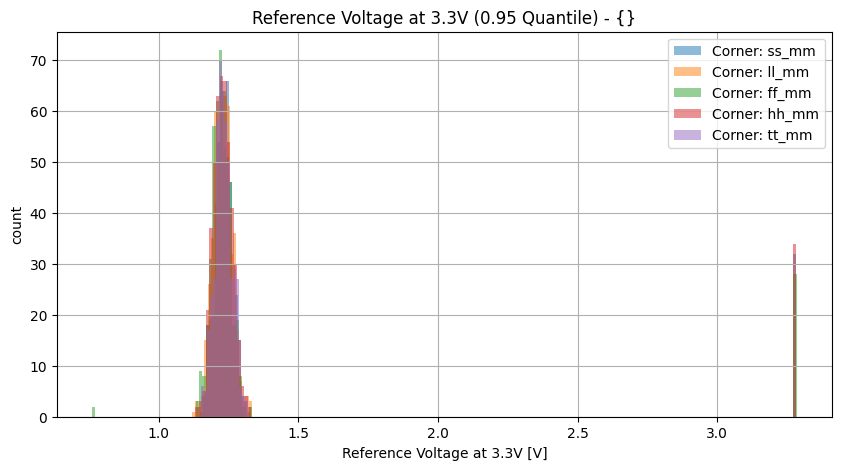 Reference Voltage at 3.3V (0.95 Quantile) - {}
Corner: ss_mm
Corner: ll_mm
Corner: ff_mm
Corner: hh_mm
Corner: tt_mm
70
60
50
40
30
20
10
0
count
1.0 1.5 2.0 2.5 3.0
Reference Voltage at 3.3V [V]